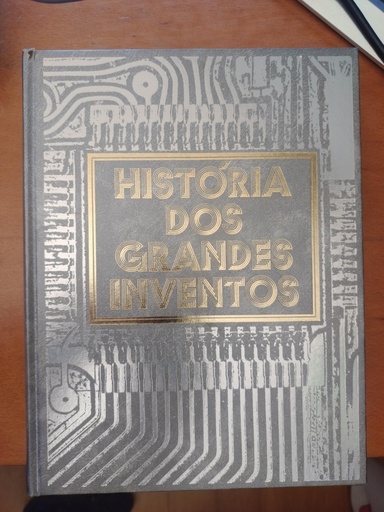 HISTÓRIA
DOS
GRANDES
INVENTOS